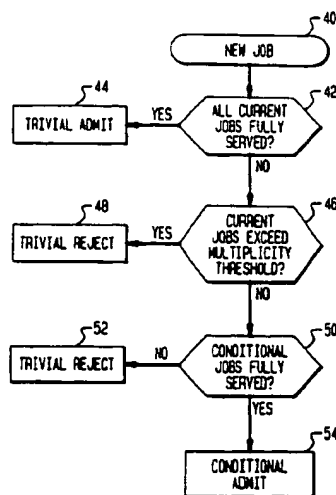 40
NEW JOB
44
42
TRIVIAL ADMIT
YES
ALL CURRENT
JOBS FULLY
SERVED?
NO
48
46
TRIVIAL REJECT
YES
CURRENT
JOBS EXCEED
MULTIPLICITY
THRESHOLD?
NO
52
50
TRIVIAL REJECT
NO
CONDITIONAL
JOBS FULLY
SERVED?
YES
54
CONDITIONAL
ADMIT